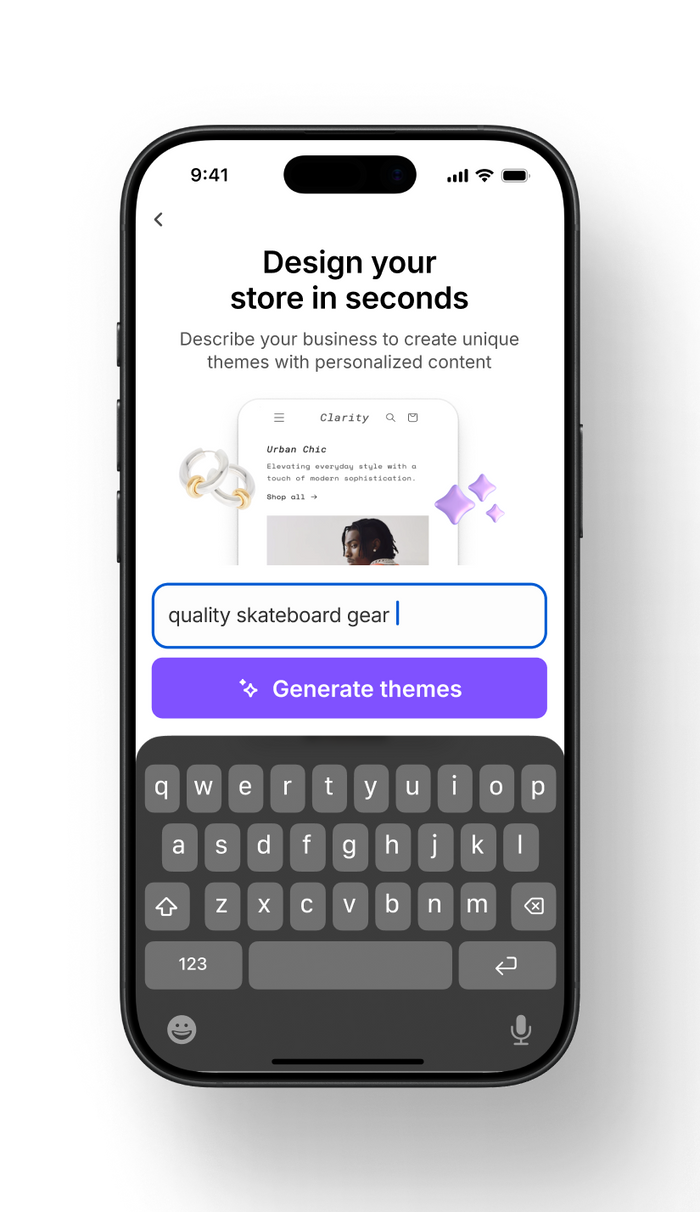 9:41
Design your
store in seconds
Describe your business to create unique
themes with personalized content
Clarity
Urban Chic
Elevating everyday style with a
touch of modern sophistication.
Shop all →
quality skateboard gear
Generate themes
q w e r t y u i o p
a s d f g h j k l
z x c v b n m
123